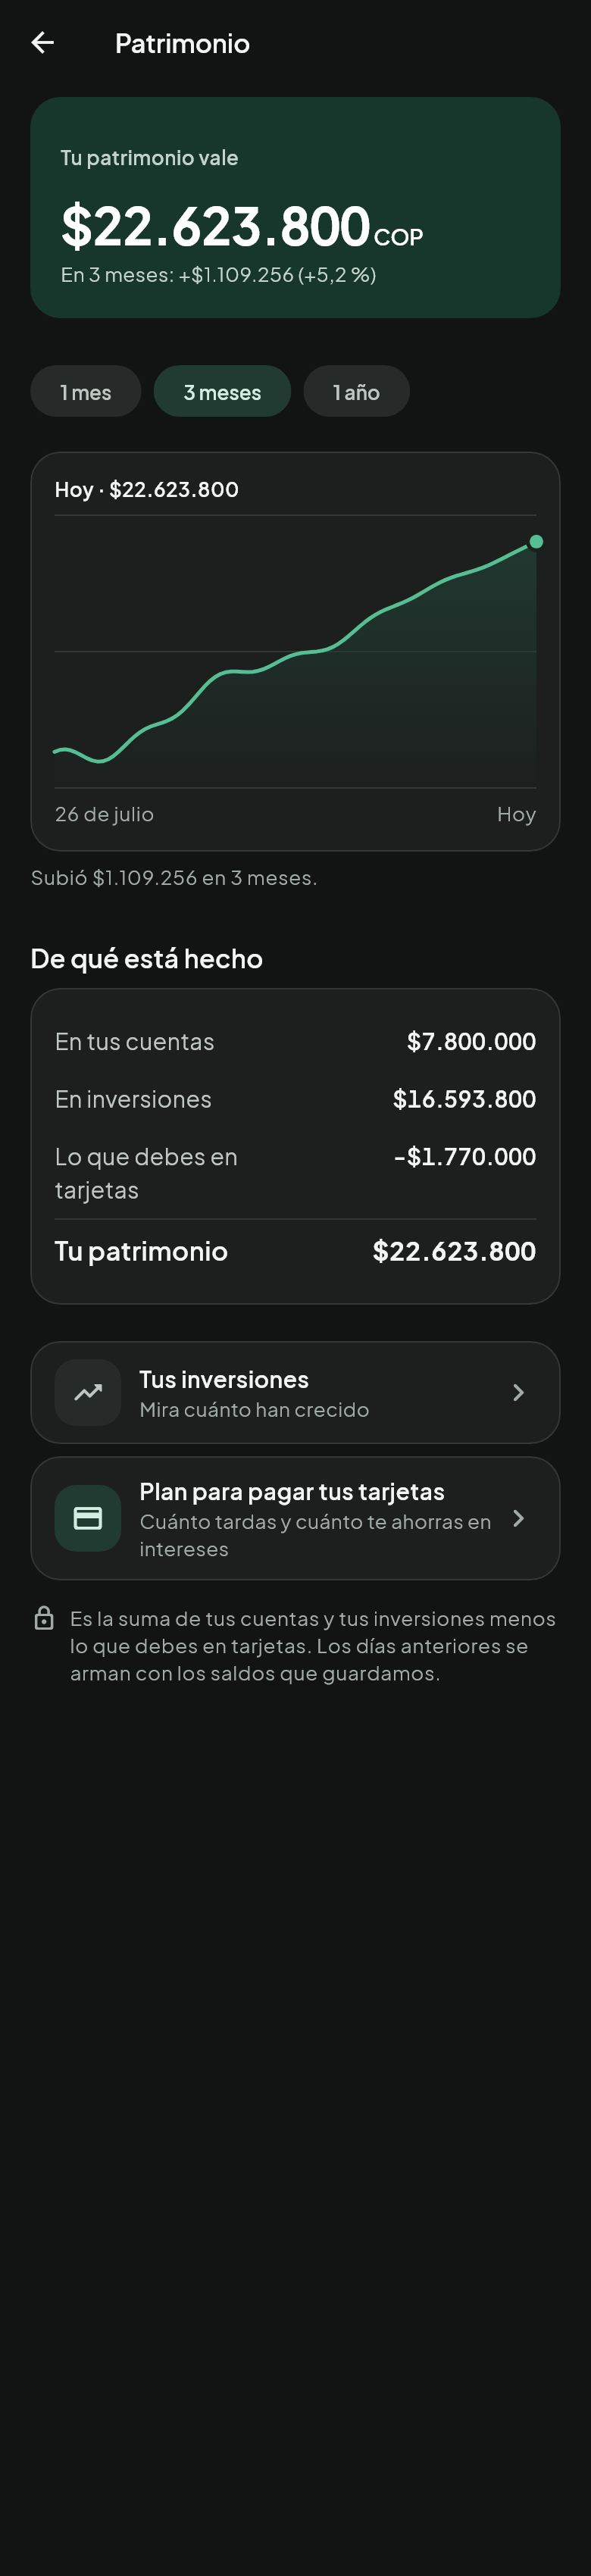 Patrimonio
Tu patrimonio vale
$22.623.800 COP
En 3 meses: +$1.109.256 (+5,2 %)
1 mes
3 meses
1 año
Hoy · $22.623.800
26 de julio
Hoy
Subió $1.109.256 en 3 meses.
De qué está hecho
En tus cuentas
$7.800.000
En inversiones
$16.593.800
Lo que debes en
tarjetas
-$1.770.000
Tu patrimonio
$22.623.800
Tus inversiones
Mira cuánto han crecido
Plan para pagar tus tarjetas
Cuánto tardas y cuánto te ahorras en
intereses
Es la suma de tus cuentas y tus inversiones menos
lo que debes en tarjetas. Los días anteriores se
arman con los saldos que guardamos.